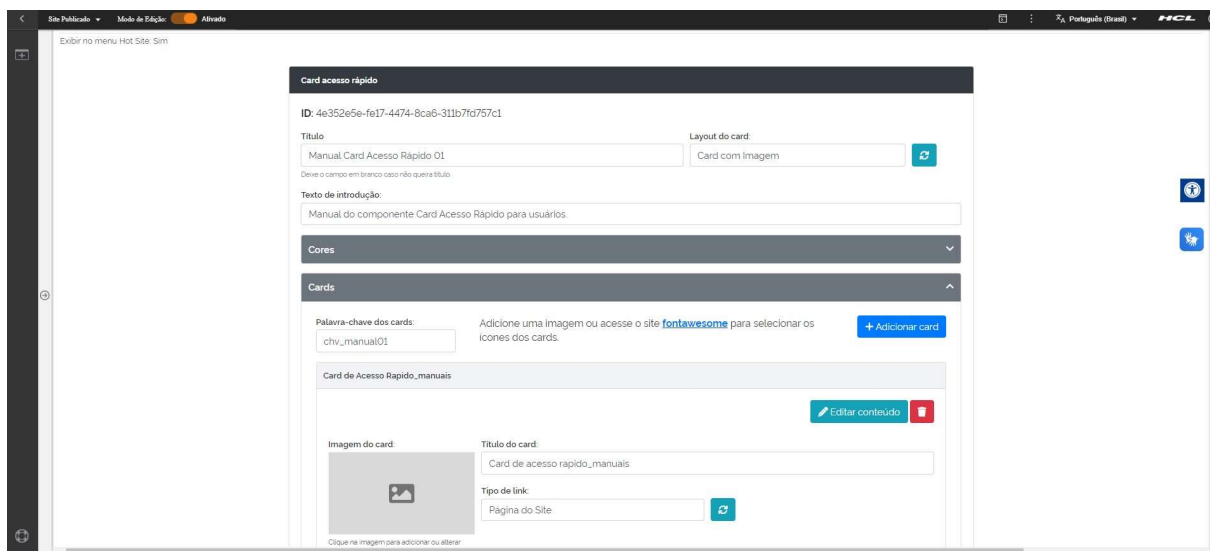 Site Publicado Modo de Edição: Ativado Português (Brasil) HCL
Exibir no menu Hot Site: Sim
Card acesso rápido
ID: 4e352e5e-fe17-4474-8ca6-311b7fd757c1
Título Layout do card:
Manual Card Acesso Rápido 01 Card com Imagem
Deixe o campo em branco caso não queira título
Texto de introdução:
Manual do componente Card Acesso Rápido para usuários
Cores
Cards
Palavra-chave dos cards:
chv_manual01
Adicione uma imagem ou acesse o site fontawesome para selecionar os
ícones dos cards.
+ Adicionar card
Card de Acesso Rapido_manuais
Editar conteúdo
Imagem do card: Título do card:
Card de acesso rapido_manuais
Tipo de link:
Página do Site
Clique na imagem para adicionar ou alterar